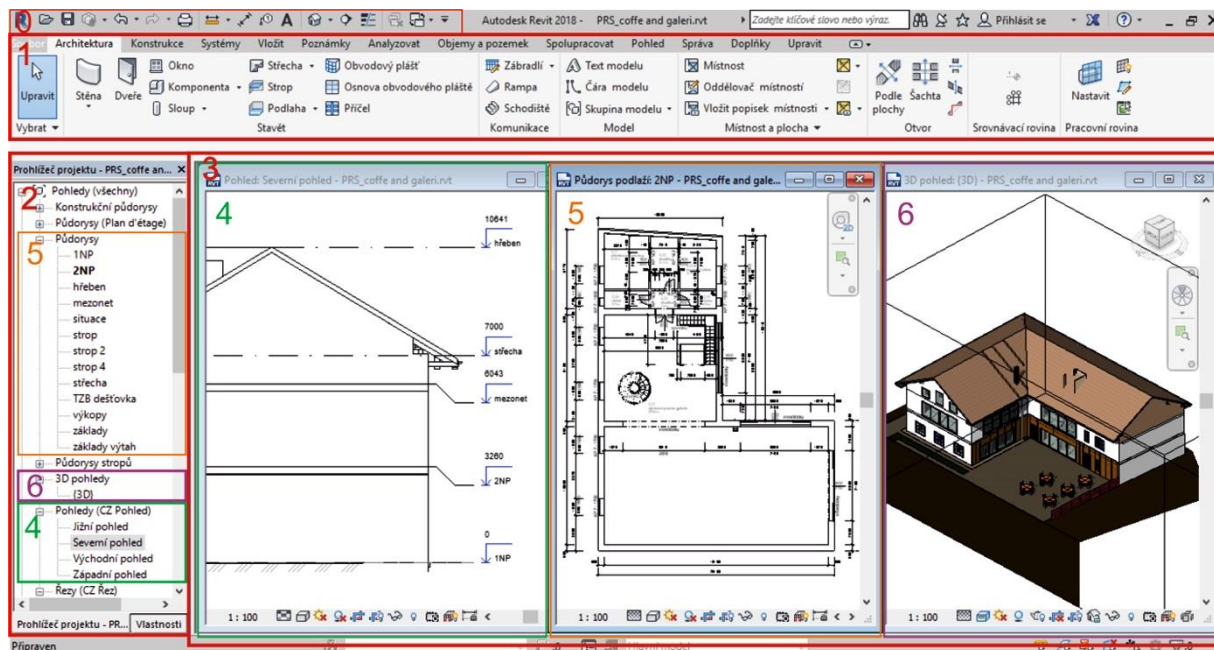 0
Autodesk Revit 2018 - PRS_coffe and galeri.rvt
Zadejte klíčové slovo nebo výraz.
Přihlásit se
1
Soubor Architektura Konstrukce Systémy Vložit Poznámky Analyzovat Objemy a pozemek Spolupracovat Pohled Správa Doplňky Upravit
Okno Střecha Obvodový plášť Zábradlí Text modelu Místnost
Upravit Stěna Dveře Komponenta Strop Osnova obvodového pláště Rampa Čára modelu Oddělovač místností Podle plochy Šachta Nastavit
Sloup Podlaha Příčel Schodiště Skupina modelu Vložit popisek místnosti
Vybrat Stavět Komunikace Model Místnost a plocha Otvor Srovnávací rovina Pracovní rovina
Prohlížeč projektu - PRS_coffe an...
2
Pohledy (všechny)
Konstrukční půdorysy
Půdorysy (Plan d'étage)
Půdorysy
5
1NP
2NP
hřeben
mezonet
situace
strop
strop 2
strop 4
střecha
TZB dešťovka
výkopy
základy
základy výtah
Půdorysy stropů
6
3D pohledy
{3D}
4
Pohledy (CZ Pohled)
Jižní pohled
Severní pohled
Východní pohled
Západní pohled
Řezy (CZ Řez)
Prohlížeč projektu - PR... Vlastnosti
Připraven
3
Pohled: Severní pohled - PRS_coffe and galeri.rvt
4
10641
hřeben
7000
střecha
6043
mezonet
3260
2NP
0
1NP
1 : 100
Půdorys podlaží: 2NP - PRS_coffe and gale...
5
2D
1 : 100
3D pohled: {3D} - PRS_coffe and galeri.rvt
6
1 : 100
Hlavní model